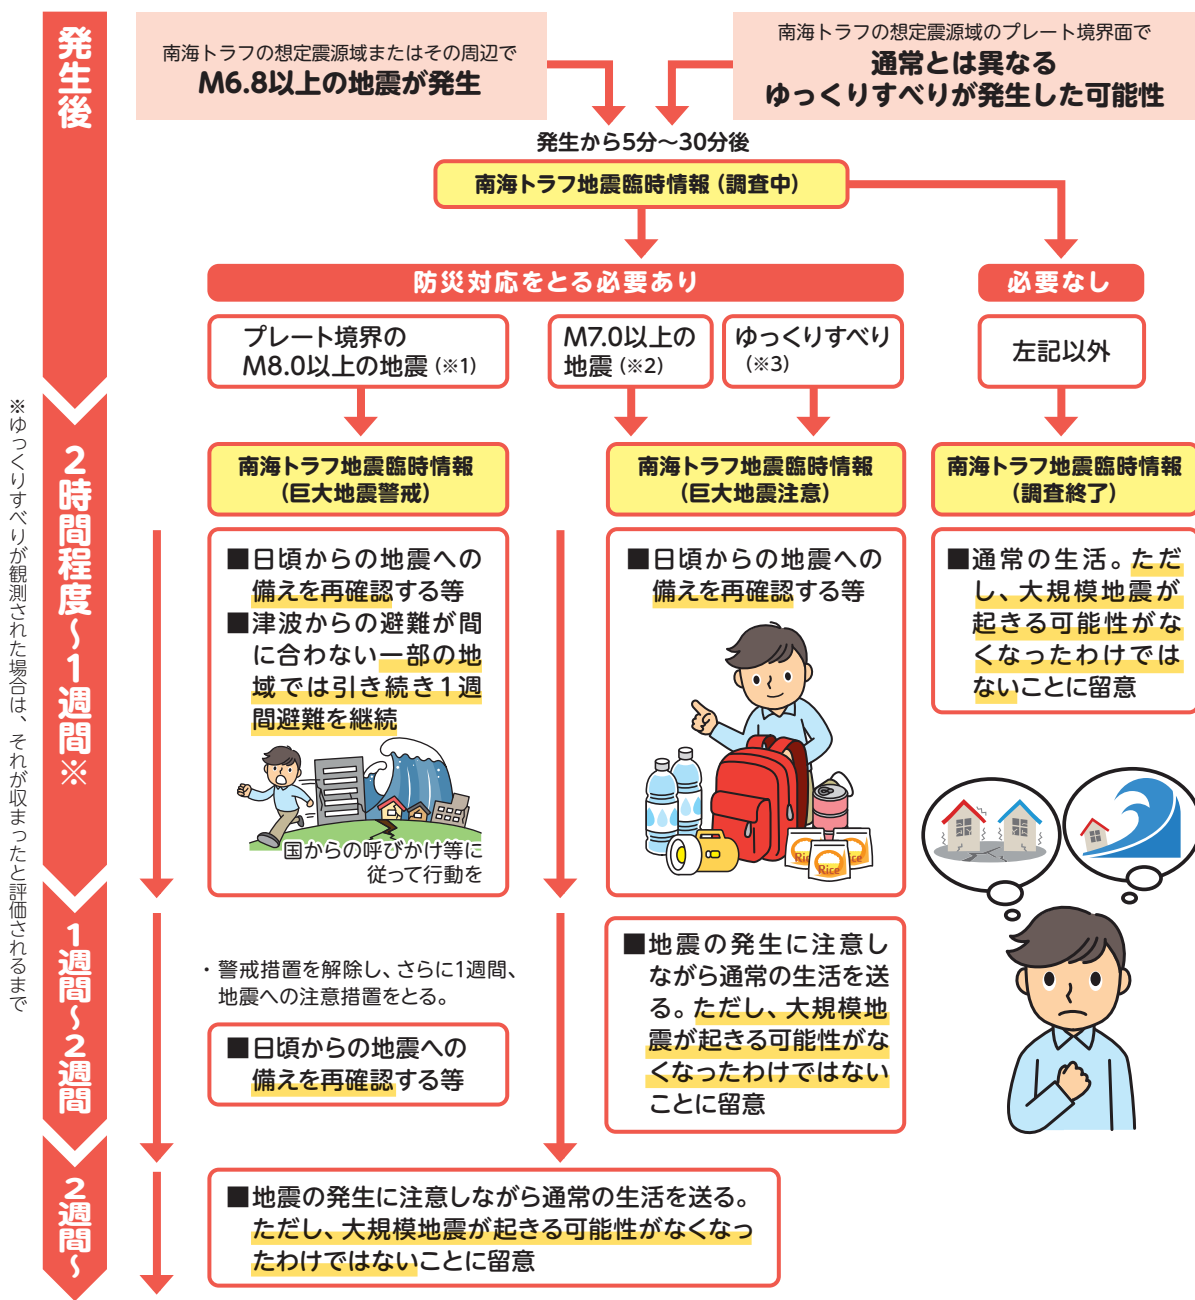 発生後
南海トラフの想定震源域またはその周辺で
M6.8以上の地震が発生
南海トラフの想定震源域のプレート境界面で
通常とは異なる
ゆっくりすべりが発生した可能性
発生から5分～30分後
南海トラフ地震臨時情報（調査中）
防災対応をとる必要あり
必要なし
プレート境界の
M8.0以上の地震（※1）
M7.0以上の
地震（※2）
ゆっくりすべり
（※3）
左記以外
2時間程度～1週間※
※ゆっくりすべりが観測された場合は、それが収まったと評価されるまで
南海トラフ地震臨時情報
（巨大地震警戒）
南海トラフ地震臨時情報
（巨大地震注意）
南海トラフ地震臨時情報
（調査終了）
■日頃からの地震への
備えを再確認する等
■津波からの避難が間
に合わない一部の地
域では引き続き1週
間避難を継続
国からの呼びかけ等に
従って行動を
■日頃からの地震への
備えを再確認する等
Rice
Rice
Rice
■通常の生活。ただ
し、大規模地震が
起きる可能性がな
くなったわけでは
ないことに留意
1週間～2週間
・警戒措置を解除し、さらに1週間、
地震への注意措置をとる。
■日頃からの地震への
備えを再確認する等
■地震の発生に注意し
ながら通常の生活を送
る。ただし、大規模地
震が起きる可能性がな
くなったわけではない
ことに留意
2週間～
■地震の発生に注意しながら通常の生活を送る。
ただし、大規模地震が起きる可能性がなくなっ
たわけではないことに留意